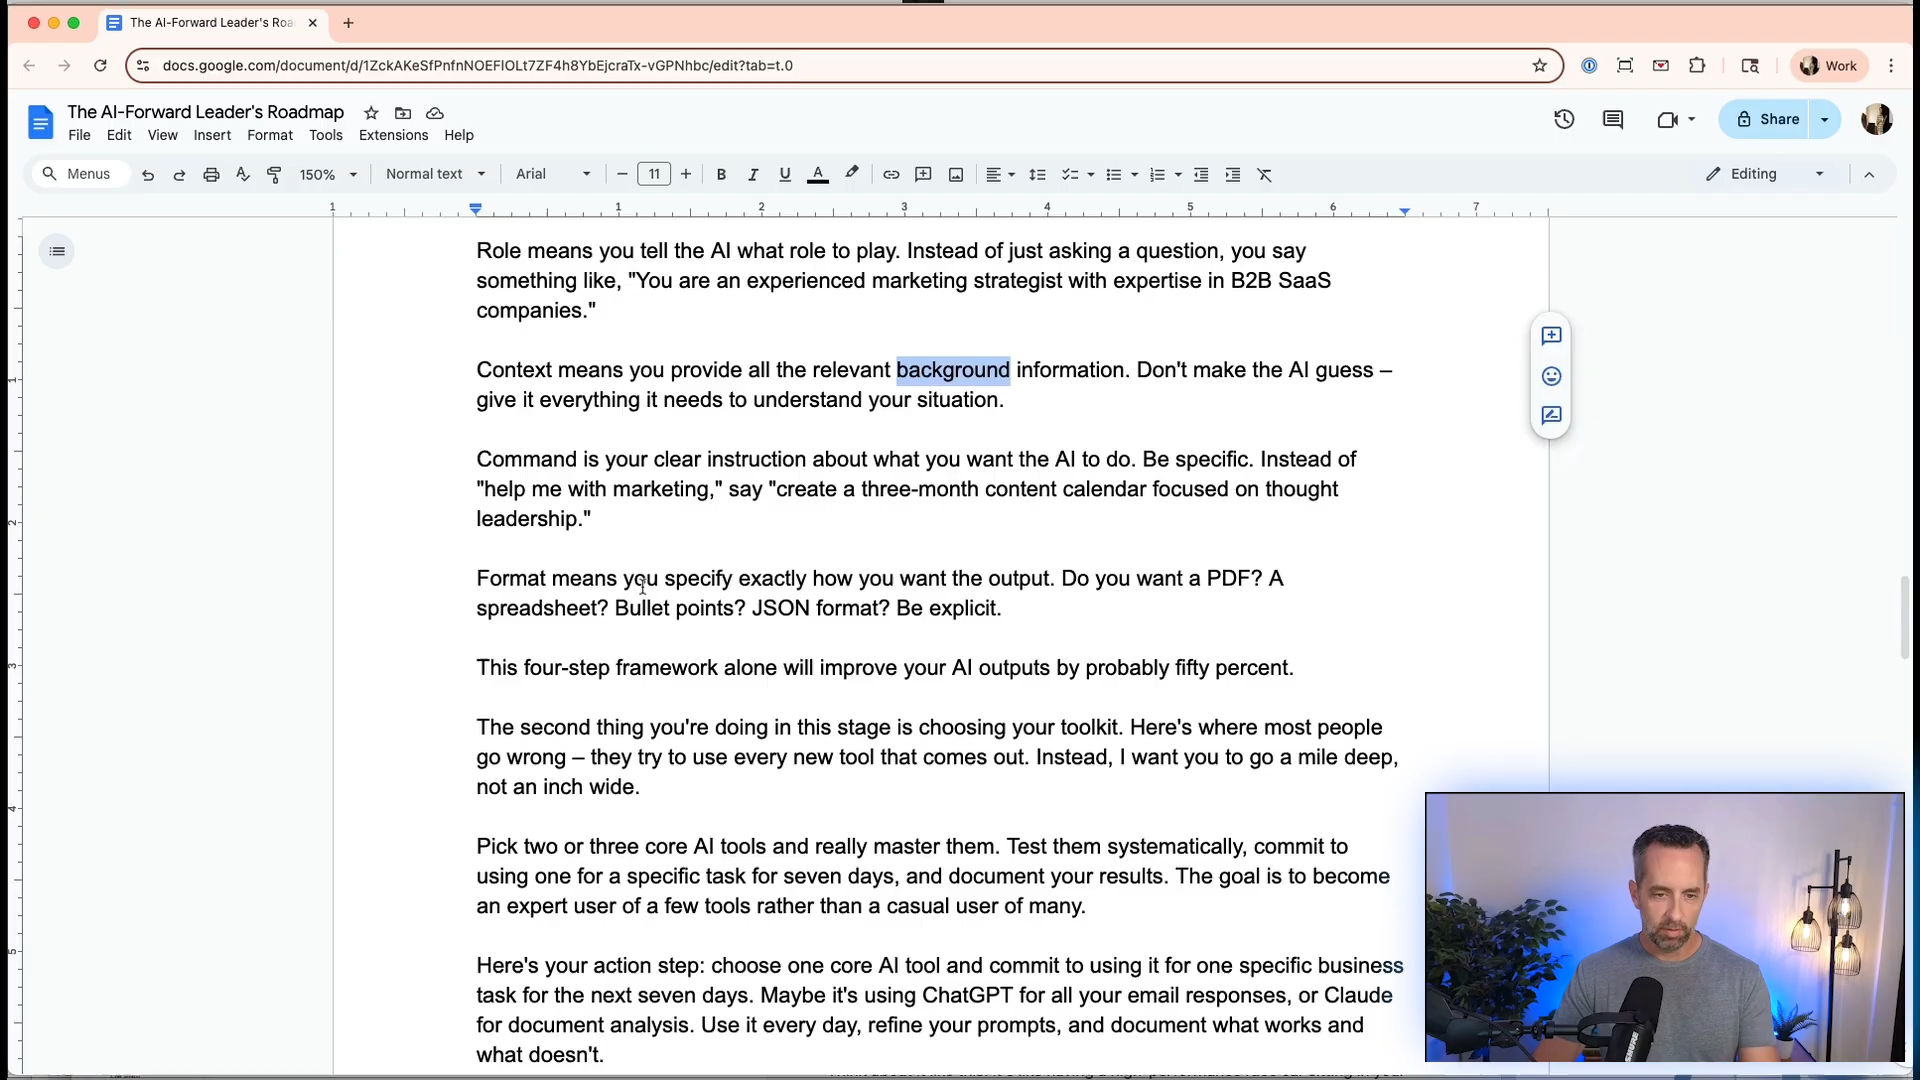 The AI-Forward Leader's Roa
docs.google.com/document/d/1ZckAKeSfPnfnNOEFIOLt7ZF4h8YbEjcraTx-vGPNhbc/edit?tab=t.0
Work
The AI-Forward Leader's Roadmap
File Edit View Insert Format Tools Extensions Help
Share
Menus
150%
Normal text
Arial
11
Editing
1 1 2 3 4 5 6 7
Role means you tell the AI what role to play. Instead of just asking a question, you say
something like, "You are an experienced marketing strategist with expertise in B2B SaaS
companies."
Context means you provide all the relevant background information. Don't make the AI guess –
give it everything it needs to understand your situation.
Command is your clear instruction about what you want the AI to do. Be specific. Instead of
"help me with marketing," say "create a three-month content calendar focused on thought
leadership."
Format means you specify exactly how you want the output. Do you want a PDF? A
spreadsheet? Bullet points? JSON format? Be explicit.
This four-step framework alone will improve your AI outputs by probably fifty percent.
The second thing you're doing in this stage is choosing your toolkit. Here's where most people
go wrong – they try to use every new tool that comes out. Instead, I want you to go a mile deep,
not an inch wide.
Pick two or three core AI tools and really master them. Test them systematically, commit to
using one for a specific task for seven days, and document your results. The goal is to become
an expert user of a few tools rather than a casual user of many.
Here's your action step: choose one core AI tool and commit to using it for one specific business
task for the next seven days. Maybe it's using ChatGPT for all your email responses, or Claude
for document analysis. Use it every day, refine your prompts, and document what works and
what doesn't.
SHURE